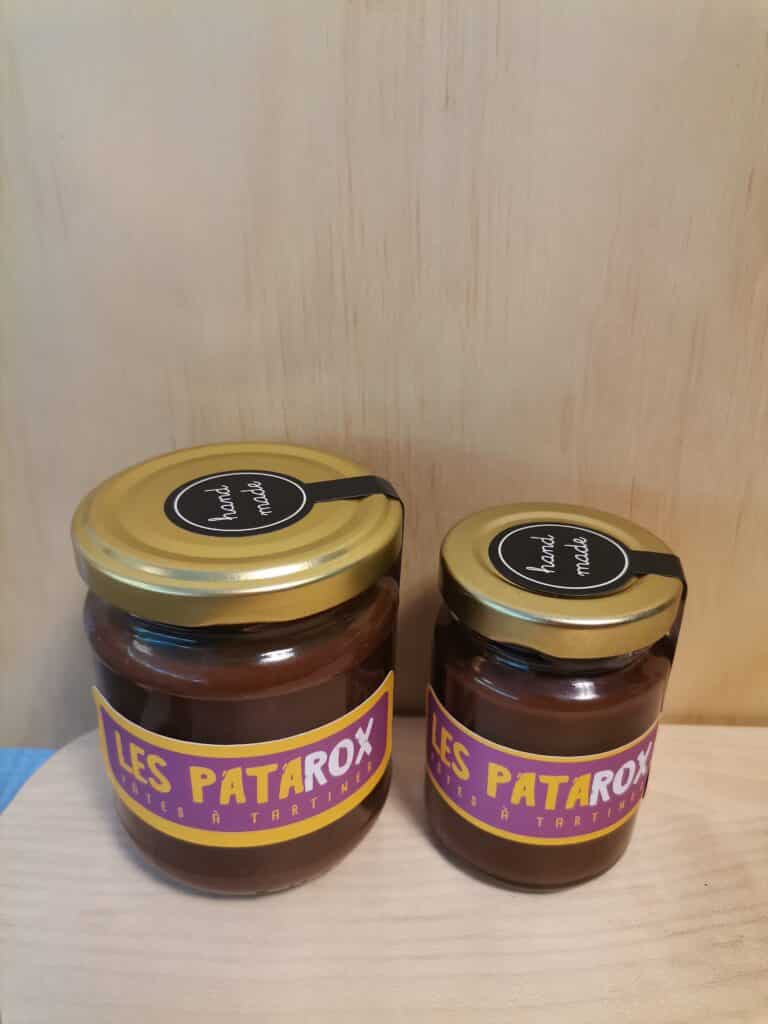 hand
made
hand
made
LES PATAROX
PÂTES À TARTINER
LES PATAROX
PÂTES À TARTINER